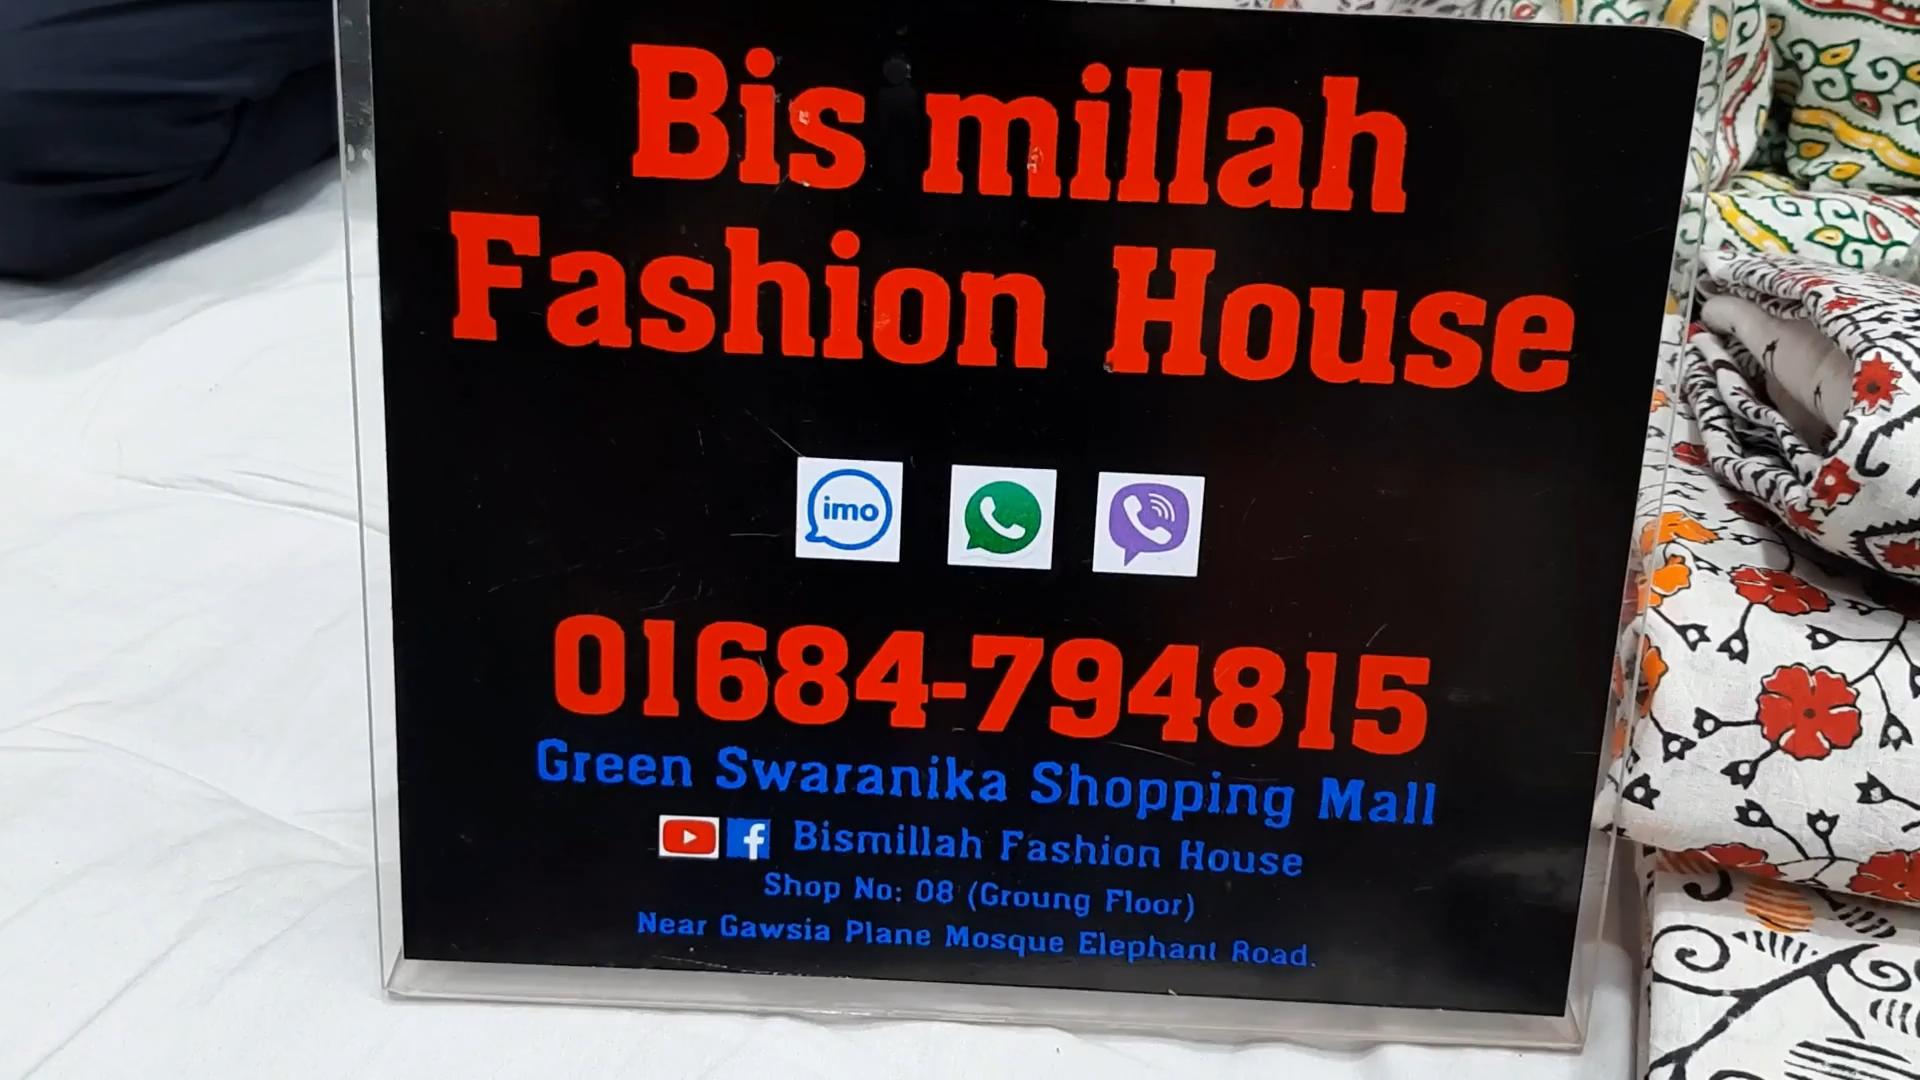 Bis millah
Fashion House
imo
01684-794815
Green Swaranika Shopping Mall
Bismillah Fashion House
Shop No: 08 (Groung Floor)
Near Gawsia Plane Mosque Elephant Road.